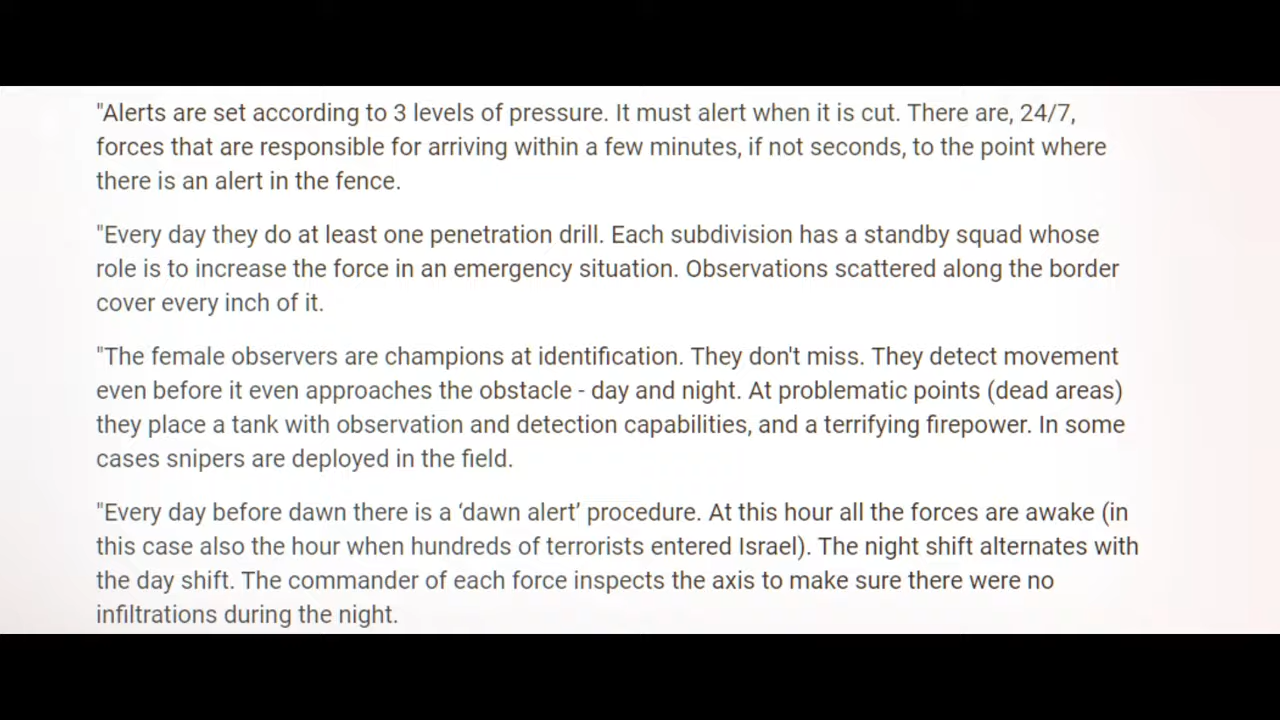 "Alerts are set according to 3 levels of pressure. It must alert when it is cut. There are, 24/7,
forces that are responsible for arriving within a few minutes, if not seconds, to the point where
there is an alert in the fence.
"Every day they do at least one penetration drill. Each subdivision has a standby squad whose
role is to increase the force in an emergency situation. Observations scattered along the border
cover every inch of it.
"The female observers are champions at identification. They don't miss. They detect movement
even before it even approaches the obstacle - day and night. At problematic points (dead areas)
they place a tank with observation and detection capabilities, and a terrifying firepower. In some
cases snipers are deployed in the field.
"Every day before dawn there is a ‘dawn alert’ procedure. At this hour all the forces are awake (in
this case also the hour when hundreds of terrorists entered Israel). The night shift alternates with
the day shift. The commander of each force inspects the axis to make sure there were no
infiltrations during the night.